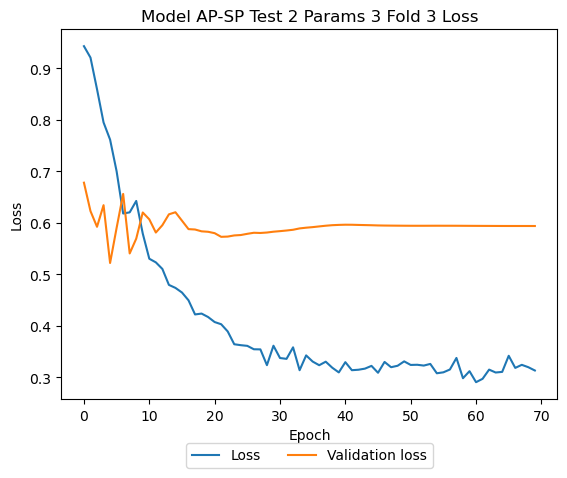 Model AP-SP Test 2 Params 3 Fold 3 Loss
Loss
0.9
0.8
0.7
0.6
0.5
0.4
0.3
0 10 20 30 40 50 60 70
Epoch
Loss Validation loss